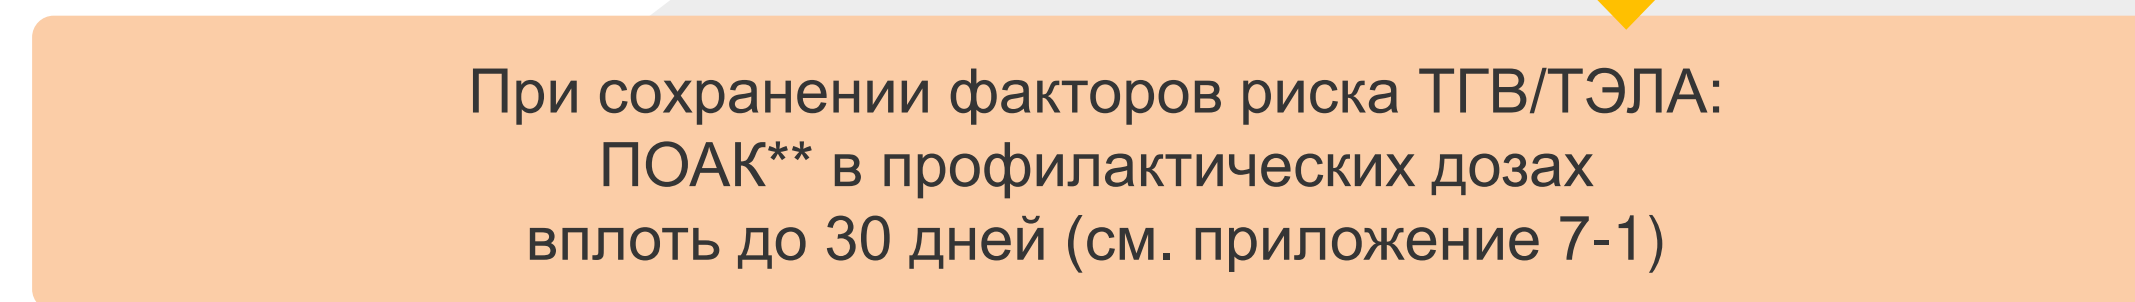 При сохранении факторов риска ТГВ/ТЭЛА:
ПОАК** в профилактических дозах
вплоть до 30 дней (см. приложение 7-1)